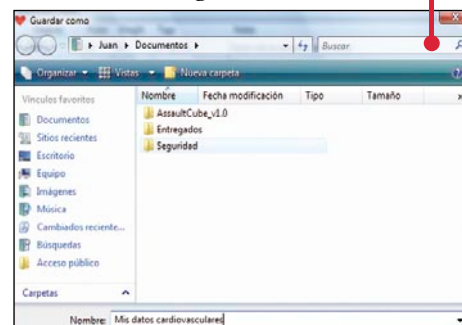 Guardar como
Juan Documentos Buscar
Organizar Vistas Nueva carpeta
Vínculos favoritos
Documentos
Sitios recientes
Escritorio
Equipo
Imágenes
Música
Cambiados reciente...
Búsquedas
Acceso público
Carpetas
Nombre Fecha modificación Tipo Tamaño »
AssaultCube_v1.0
Entregados
Seguridad
Nombre: Mis datos cardiovasculares